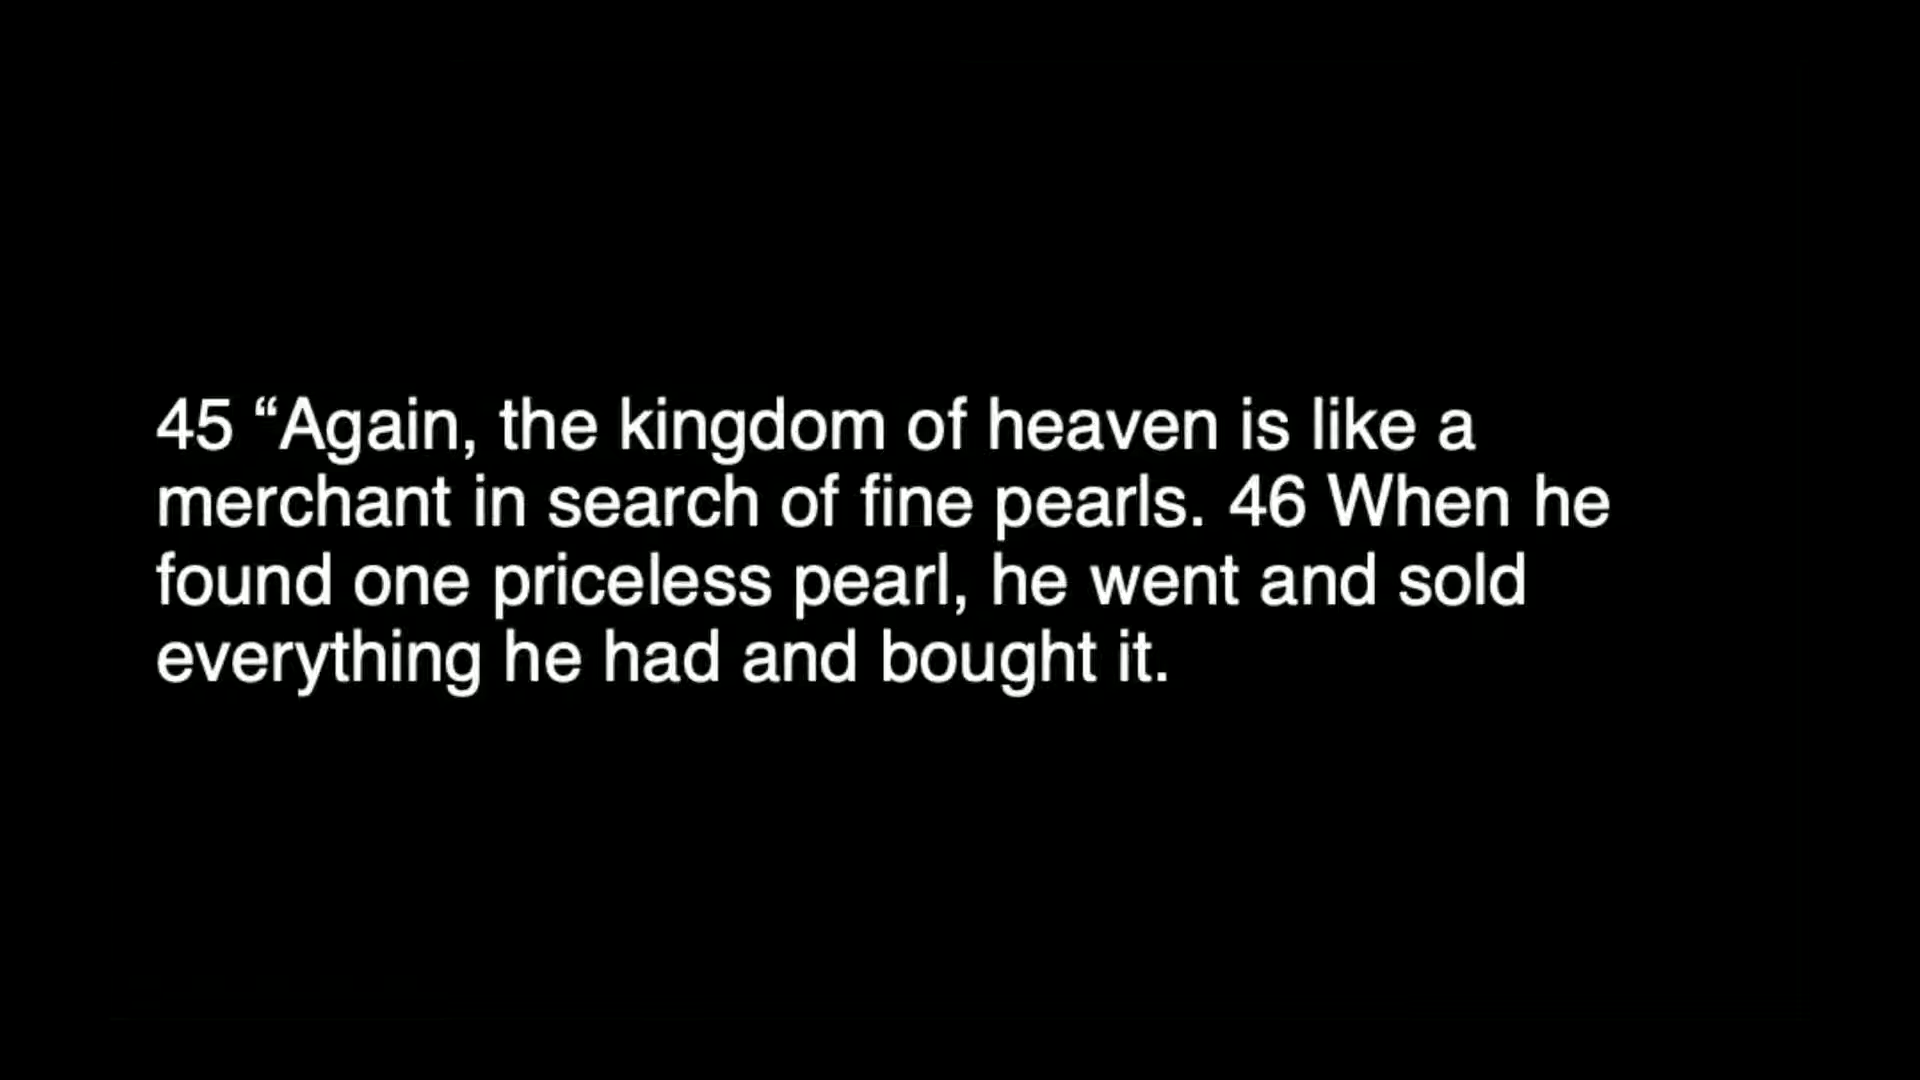 45 “Again, the kingdom of heaven is like a
merchant in search of fine pearls. 46 When he
found one priceless pearl, he went and sold
everything he had and bought it.